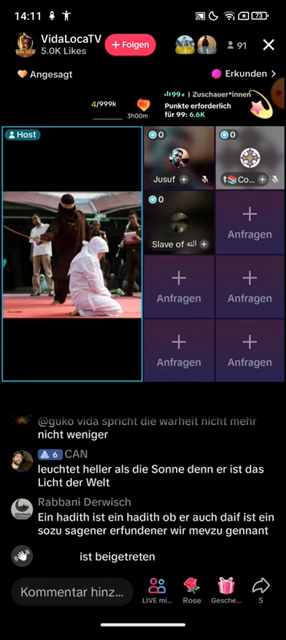 14:11
73
VidaLocaTV
5.0K Likes
+ Folgen
91
Angesagt
Erkunden >
4/999k
3h00m
99+ | Zuschauer*innen
Punkte erforderlich
für 99: 6.6K
Host
0
Jusuf
0
Co...
0
Slave of الله
Anfragen
Anfragen
Anfragen
Anfragen
Anfragen
Anfragen
@guko vida spricht die warheit nicht mehr
nicht weniger
6 CAN
leuchtet heller als die Sonne denn er ist das
Licht der Welt
Rabbani Derwisch
Ein hadith ist ein hadith ob er auch daif ist ein
sozu sagener erfundener wir mevzu gennant
ist beigetreten
Kommentar hinz...
LIVE mi...
Rose
Gesche...
5